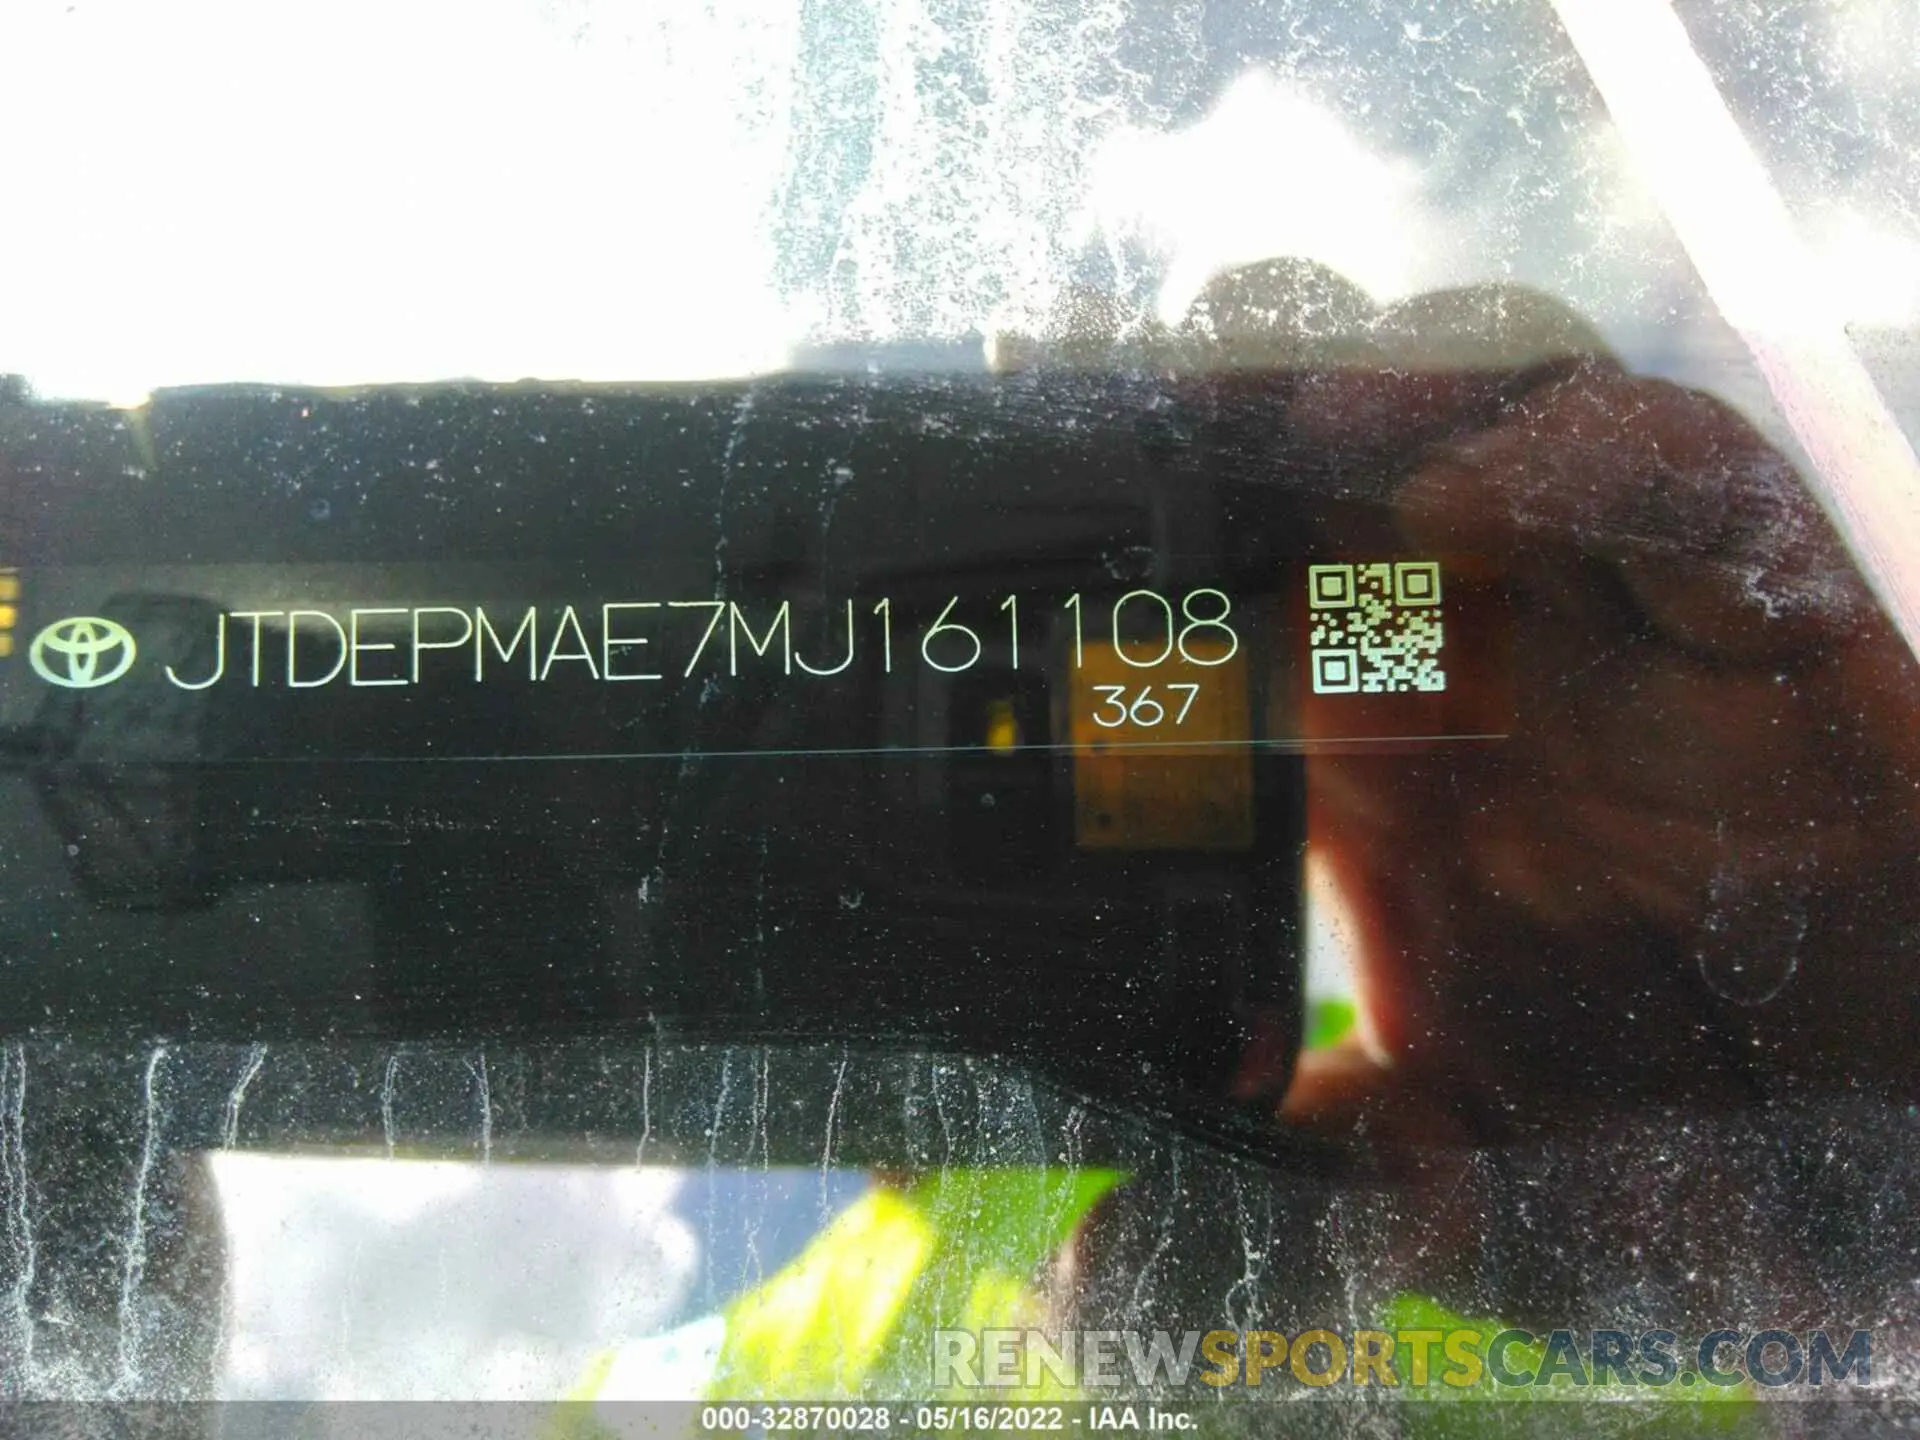 JTDEPMAE7MJ161108
367
RENEWSPORTSCARS.COM
000-32870028 - 05/16/2022 - IAA Inc.